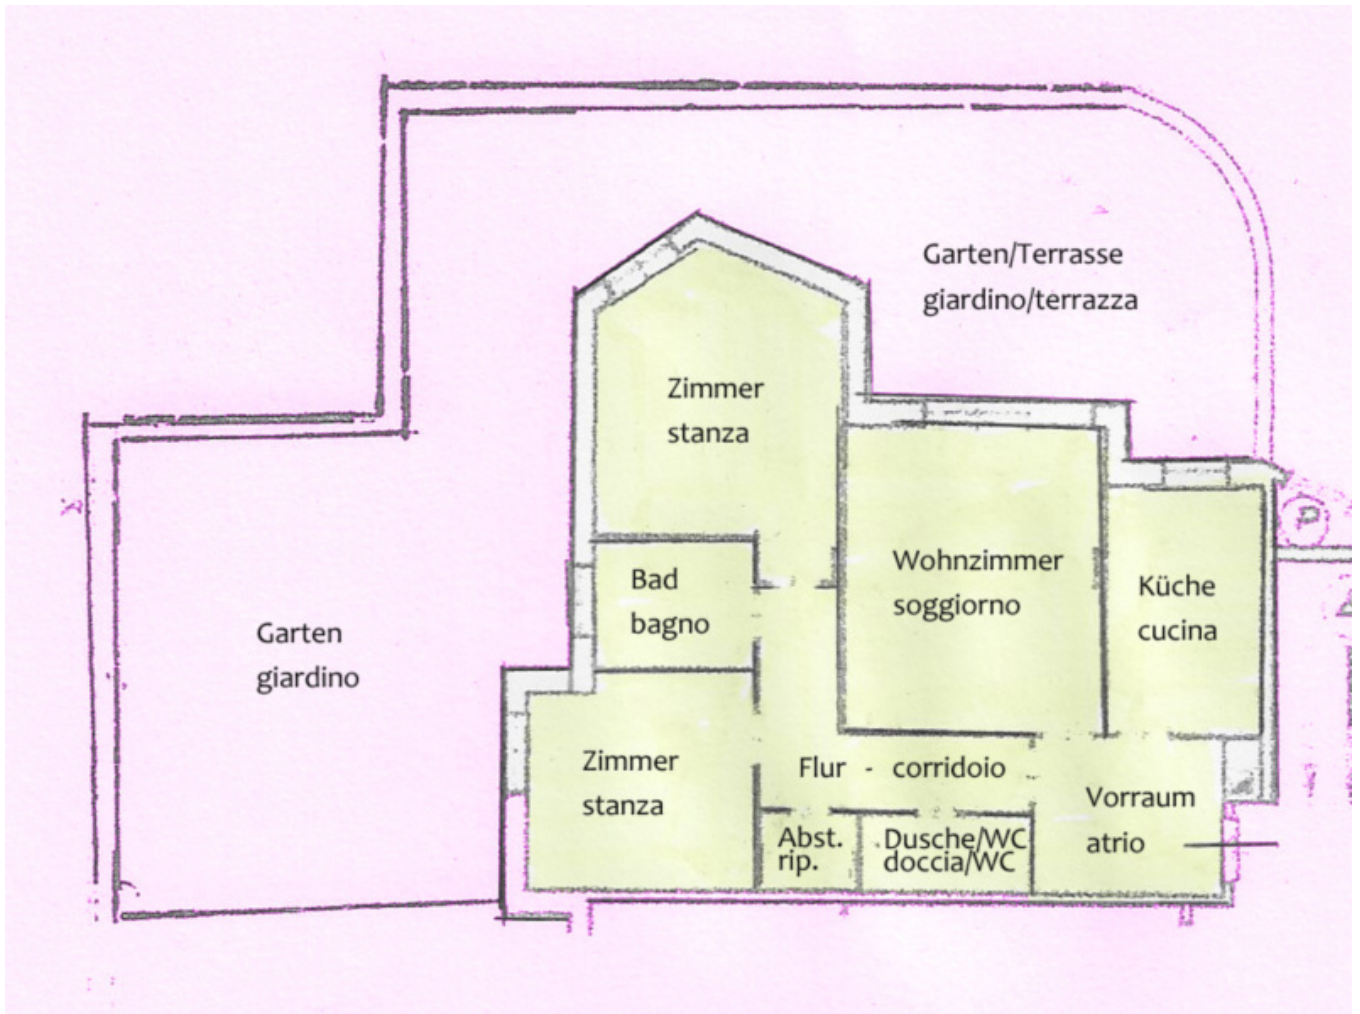 Garten/Terrasse
giardino/terrazza
Zimmer
stanza
Wohnzimmer
soggiorno
Bad
bagno
Küche
cucina
Garten
giardino
Zimmer
stanza
Flur - corridoio
Vorraum
atrio
Abst.
rip.
Dusche/WC
doccia/WC